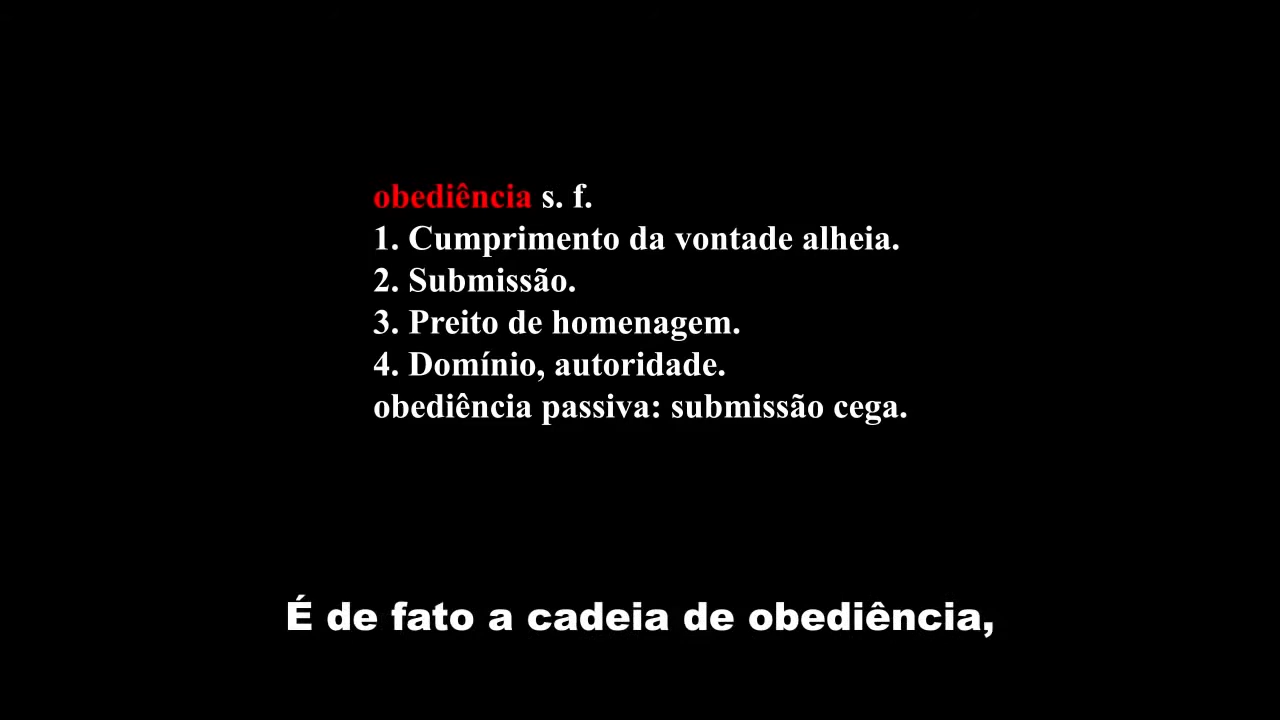 obediência s. f.
1. Cumprimento da vontade alheia.
2. Submissão.
3. Preito de homenagem.
4. Domínio, autoridade.
obediência passiva: submissão cega.
É de fato a cadeia de obediência,